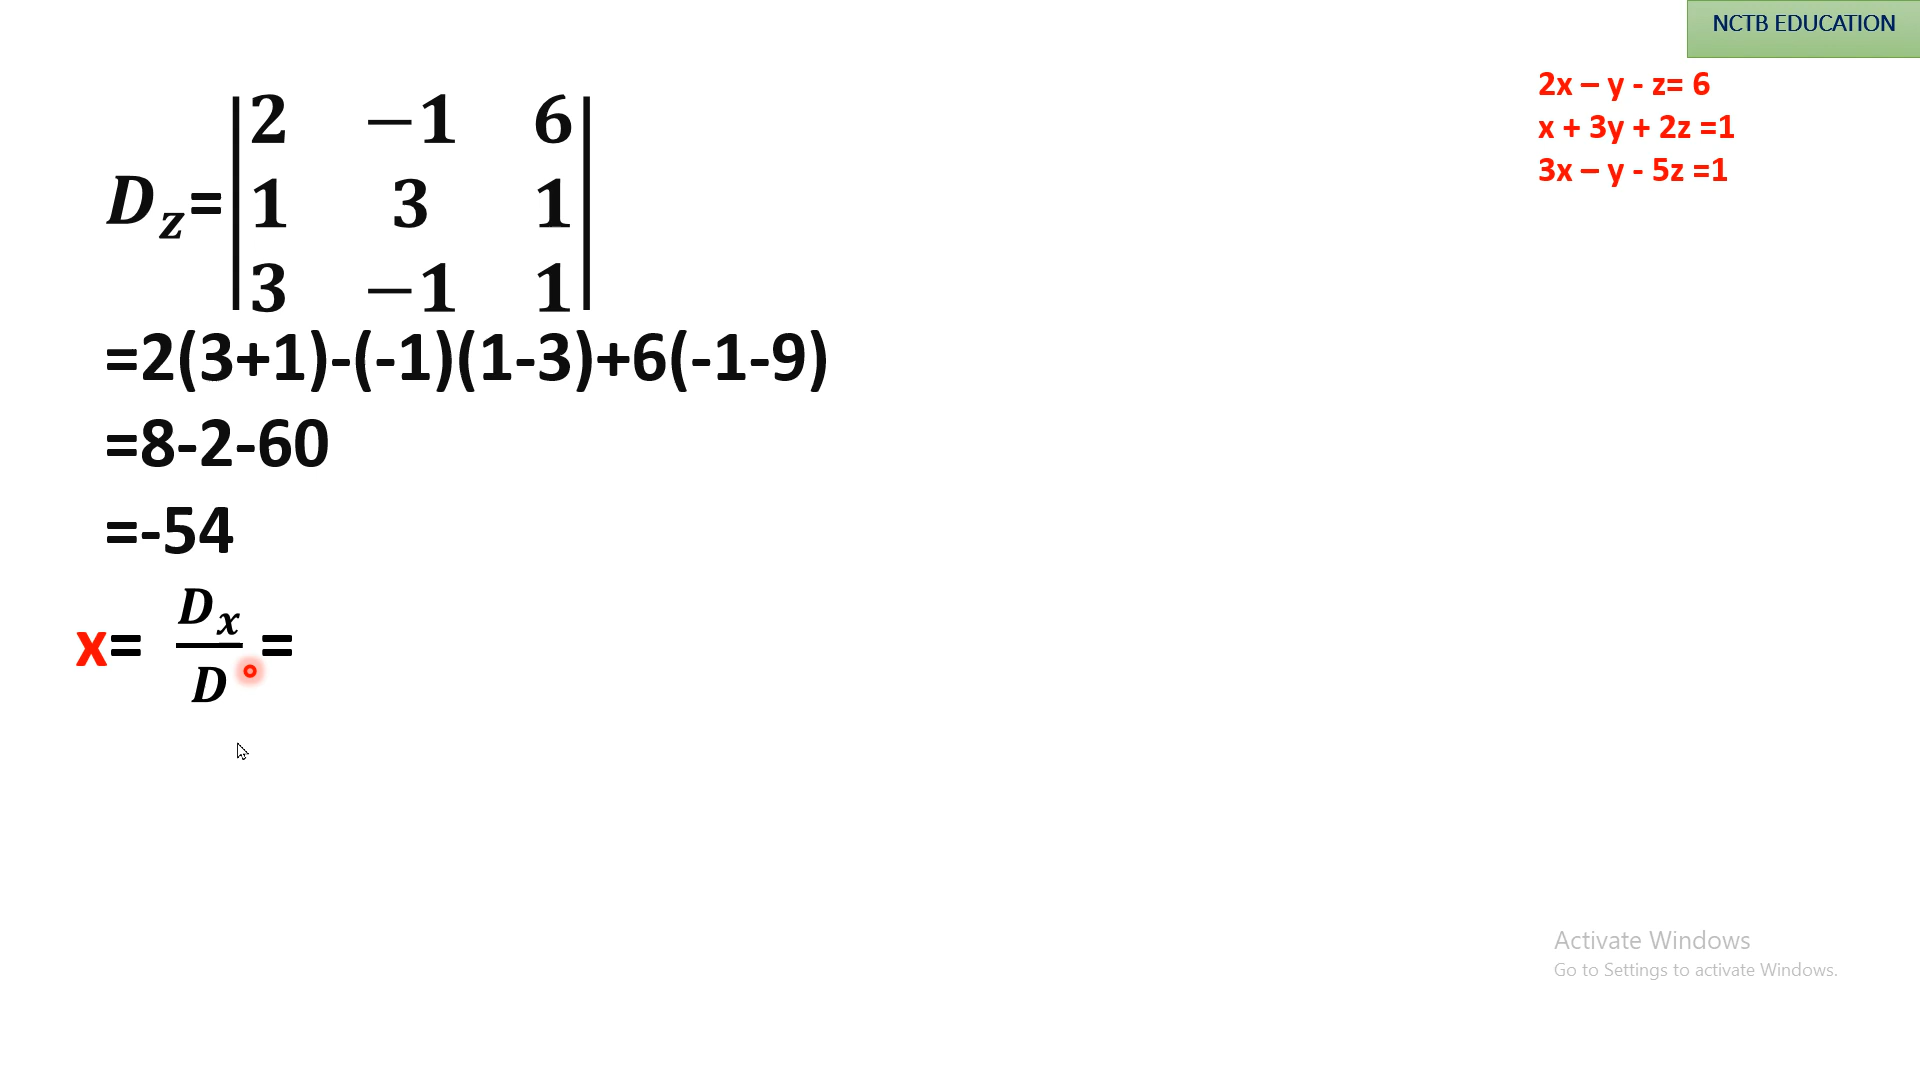 NCTB EDUCATION
2x – y - z= 6
x + 3y + 2z =1
3x – y - 5z =1
2 −1 6
D_z=
1 3 1
3 −1 1
=2(3+1)-(-1)(1-3)+6(-1-9)
=8-2-60
=-54
x= D_x/D =
Activate Windows
Go to Settings to activate Windows.